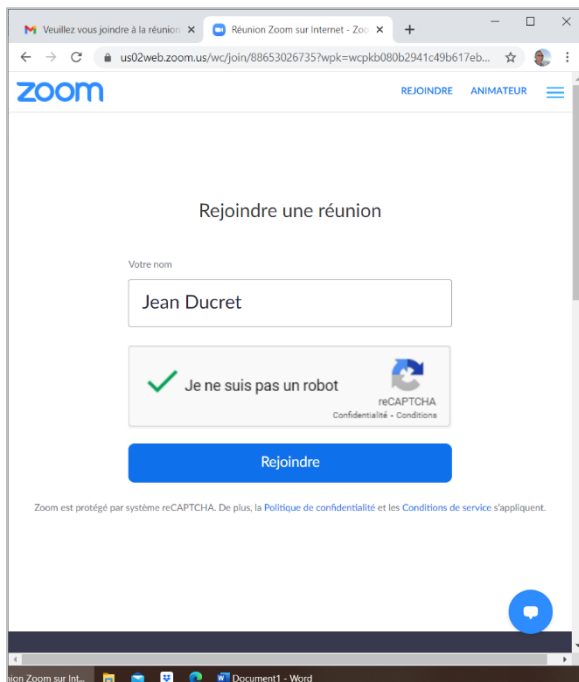 Veuillez vous joindre à la réunion
Réunion Zoom sur Internet - Zoo
us02web.zoom.us/wc/join/88653026735?wpk=wcpkb080b2941c49b617eb...
zoom
REJOINDRE ANIMATEUR
Rejoindre une réunion
Votre nom
Jean Ducret
Je ne suis pas un robot
reCAPTCHA
Confidentialité - Conditions
Rejoindre
Zoom est protégé par système reCAPTCHA. De plus, la Politique de confidentialité et les Conditions de service s'appliquent.
ion Zoom sur Int... Document1 - Word